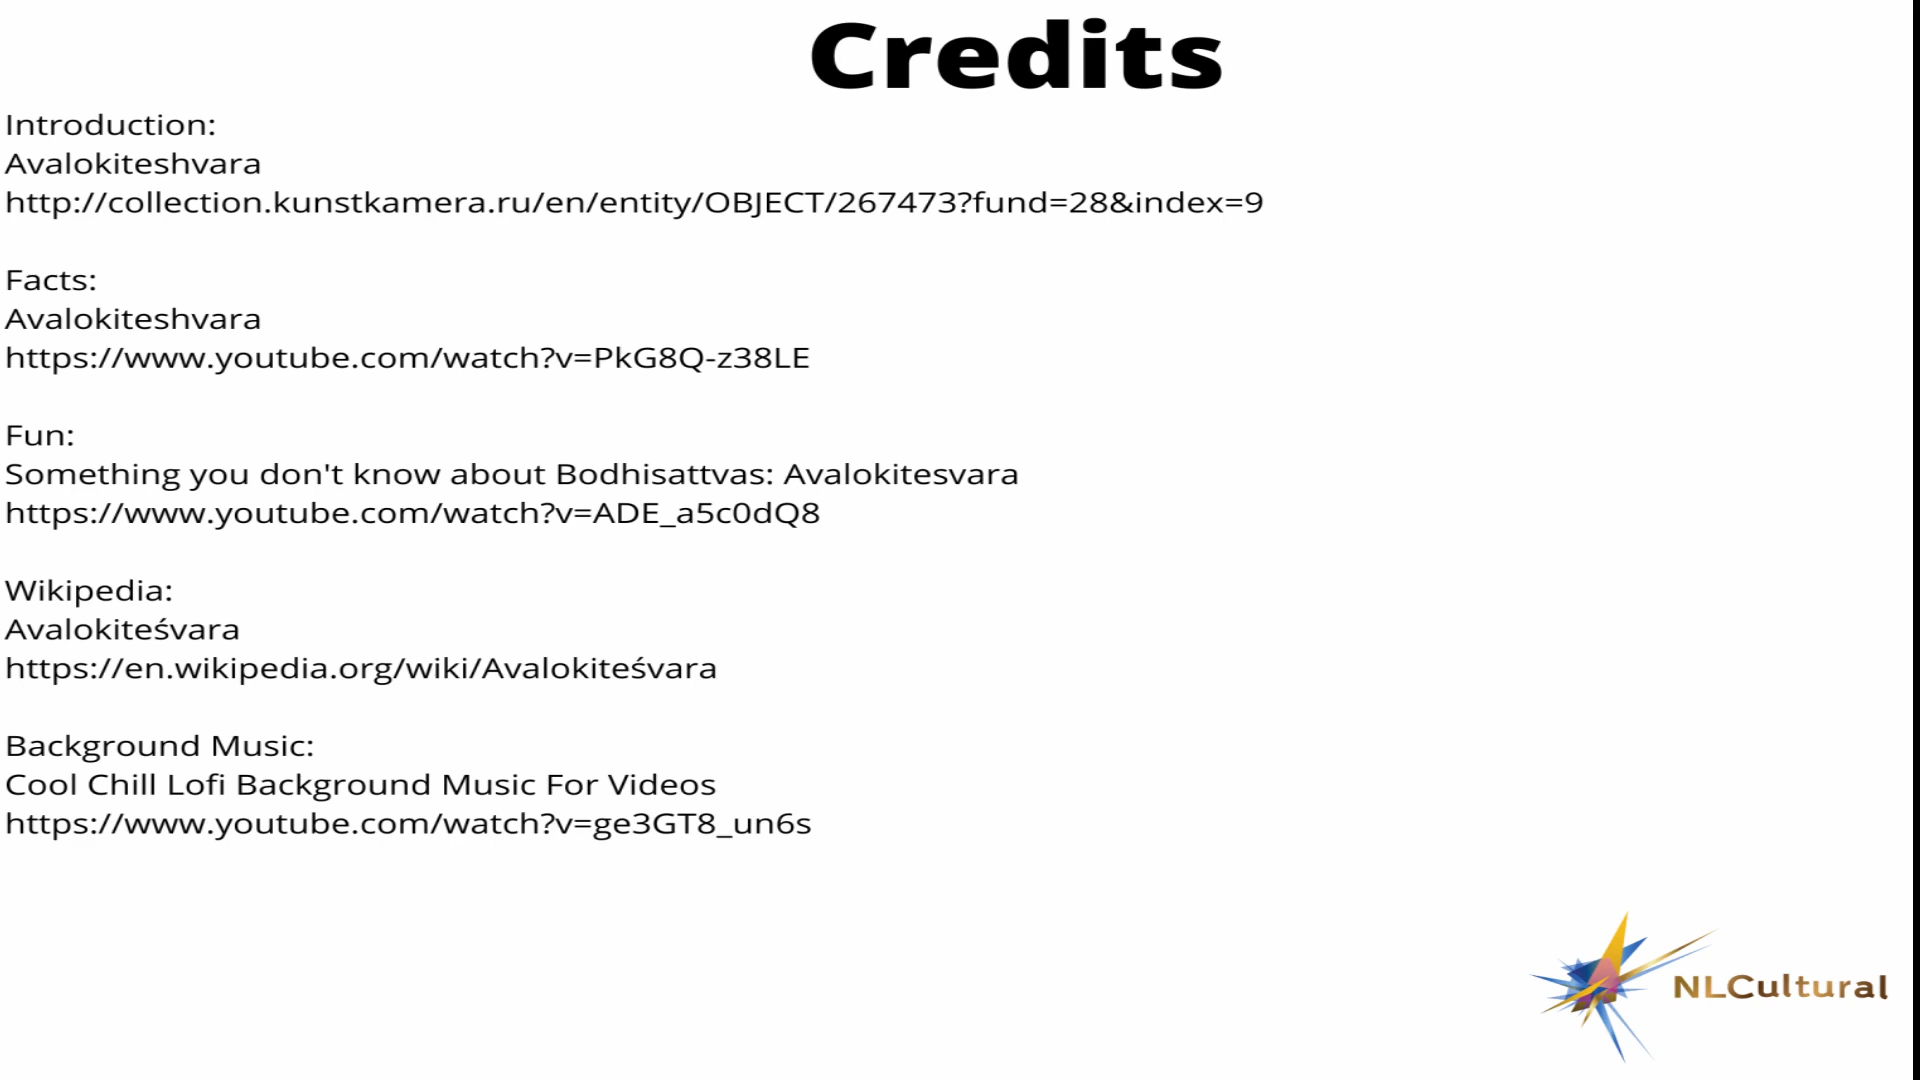 Credits
Introduction:
Avalokiteshvara
http://collection.kunstkamera.ru/en/entity/OBJECT/267473?fund=28&index=9
Facts:
Avalokiteshvara
https://www.youtube.com/watch?v=PkG8Q-z38LE
Fun:
Something you don't know about Bodhisattvas: Avalokitesvara
https://www.youtube.com/watch?v=ADE_a5c0dQ8
Wikipedia:
Avalokiteśvara
https://en.wikipedia.org/wiki/Avalokiteśvara
Background Music:
Cool Chill Lofi Background Music For Videos
https://www.youtube.com/watch?v=ge3GT8_un6s
NLCultural